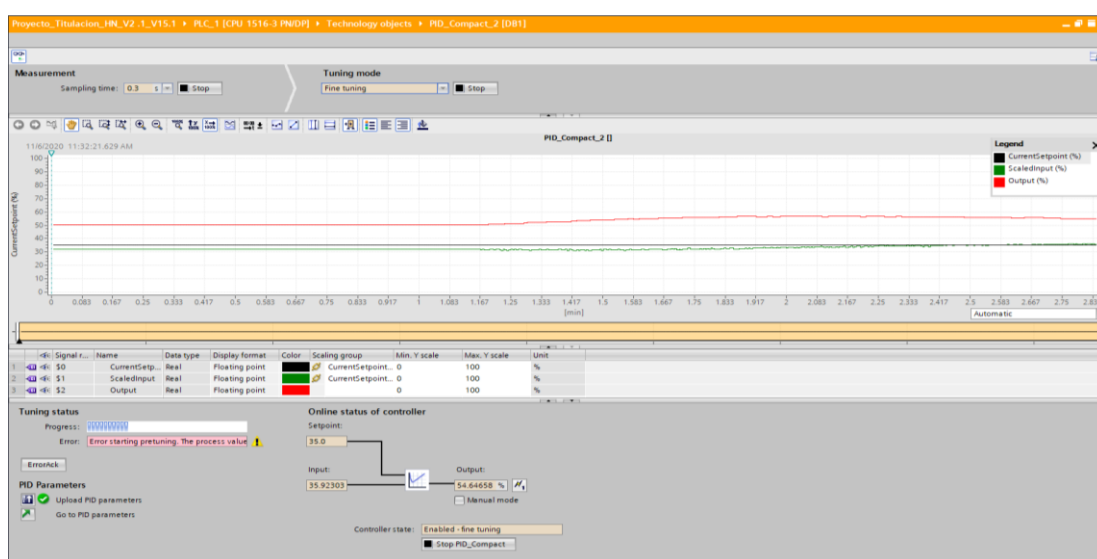 Proyecto_Titulacion_HN_V2 .1_V15.1 ▸ PLC_1 [CPU 1516-3 PN/DP] ▸ Technology objects ▸ PID_Compact_2 [DB1]
Measurement
Sampling time: 0.3 s Stop
Tuning mode
Fine tuning Stop
PID_Compact_2 []
11/6/2020 11:32:21.629 AM
Legend
CurrentSetpoint (%)
ScaledInput (%)
Output (%)
CurrentSetpoint (%)
100
90
80
70
60
50
40
30
20
10
0
0 0.083 0.167 0.25 0.333 0.417 0.5 0.583 0.667 0.75 0.833 0.917 1 1.083 1.167 1.25 1.333 1.417 1.5 1.583 1.667 1.75 1.833 1.917 2 2.083 2.167 2.25 2.333 2.417 2.5 2.583 2.667 2.75 2.83
[min]
Automatic
Signal r... Name Data type Display format Color Scaling group Min. Y scale Max. Y scale Unit
1 $0 CurrentSetp... Real Floating point CurrentSetpoint... 0 100 %
2 $1 ScaledInput Real Floating point CurrentSetpoint... 0 100 %
3 $2 Output Real Floating point 0 100 %
Tuning status
Progress:
Error: Error starting pretuning. The process value
ErrorAck
PID Parameters
Upload PID parameters
Go to PID parameters
Online status of controller
Setpoint:
35.0
Input:
35.92303
Output:
54.64658 %
Manual mode
Controller state: Enabled - fine tuning
Stop PID_Compact